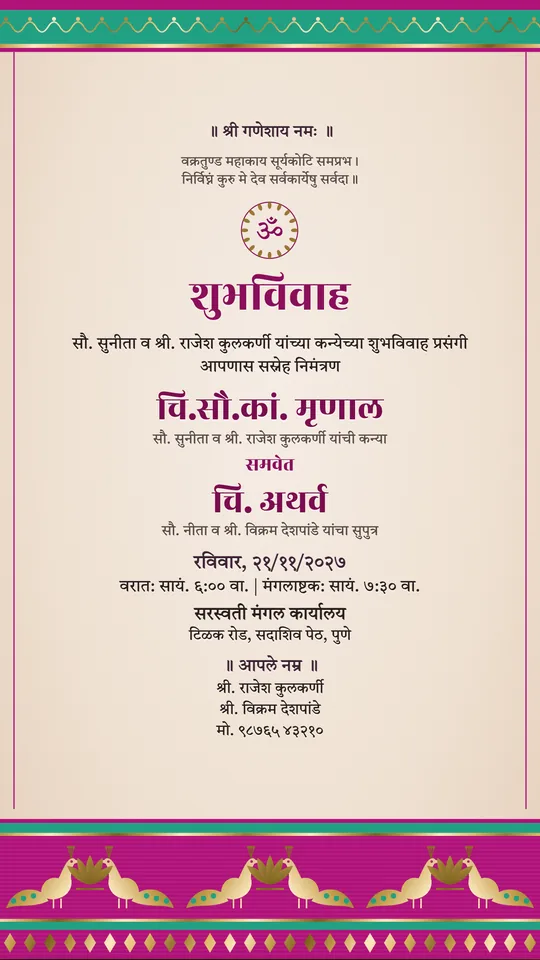 ॥ श्री गणेशाय नमः ॥
वक्रतुण्ड महाकाय सूर्यकोटि समप्रभ।
निर्विघ्नं कुरु मे देव सर्वकार्येषु सर्वदा॥
ॐ
शुभविवाह
सौ. सुनीता व श्री. राजेश कुलकर्णी यांच्या कन्येच्या शुभविवाह प्रसंगी
आपणास सस्नेह निमंत्रण
चि.सौ.कां. मृणाल
सौ. सुनीता व श्री. राजेश कुलकर्णी यांची कन्या
समवेत
चि. अथर्व
सौ. नीता व श्री. विक्रम देशपांडे यांचा सुपुत्र
रविवार, २१/११/२०२७
वरात: सायं. ६:०० वा. | मंगलाष्टक: सायं. ७:३० वा.
सरस्वती मंगल कार्यालय
टिळक रोड, सदाशिव पेठ, पुणे
॥ आपले नम्र ॥
श्री. राजेश कुलकर्णी
श्री. विक्रम देशपांडे
मो. ९८७६५ ४३२१०